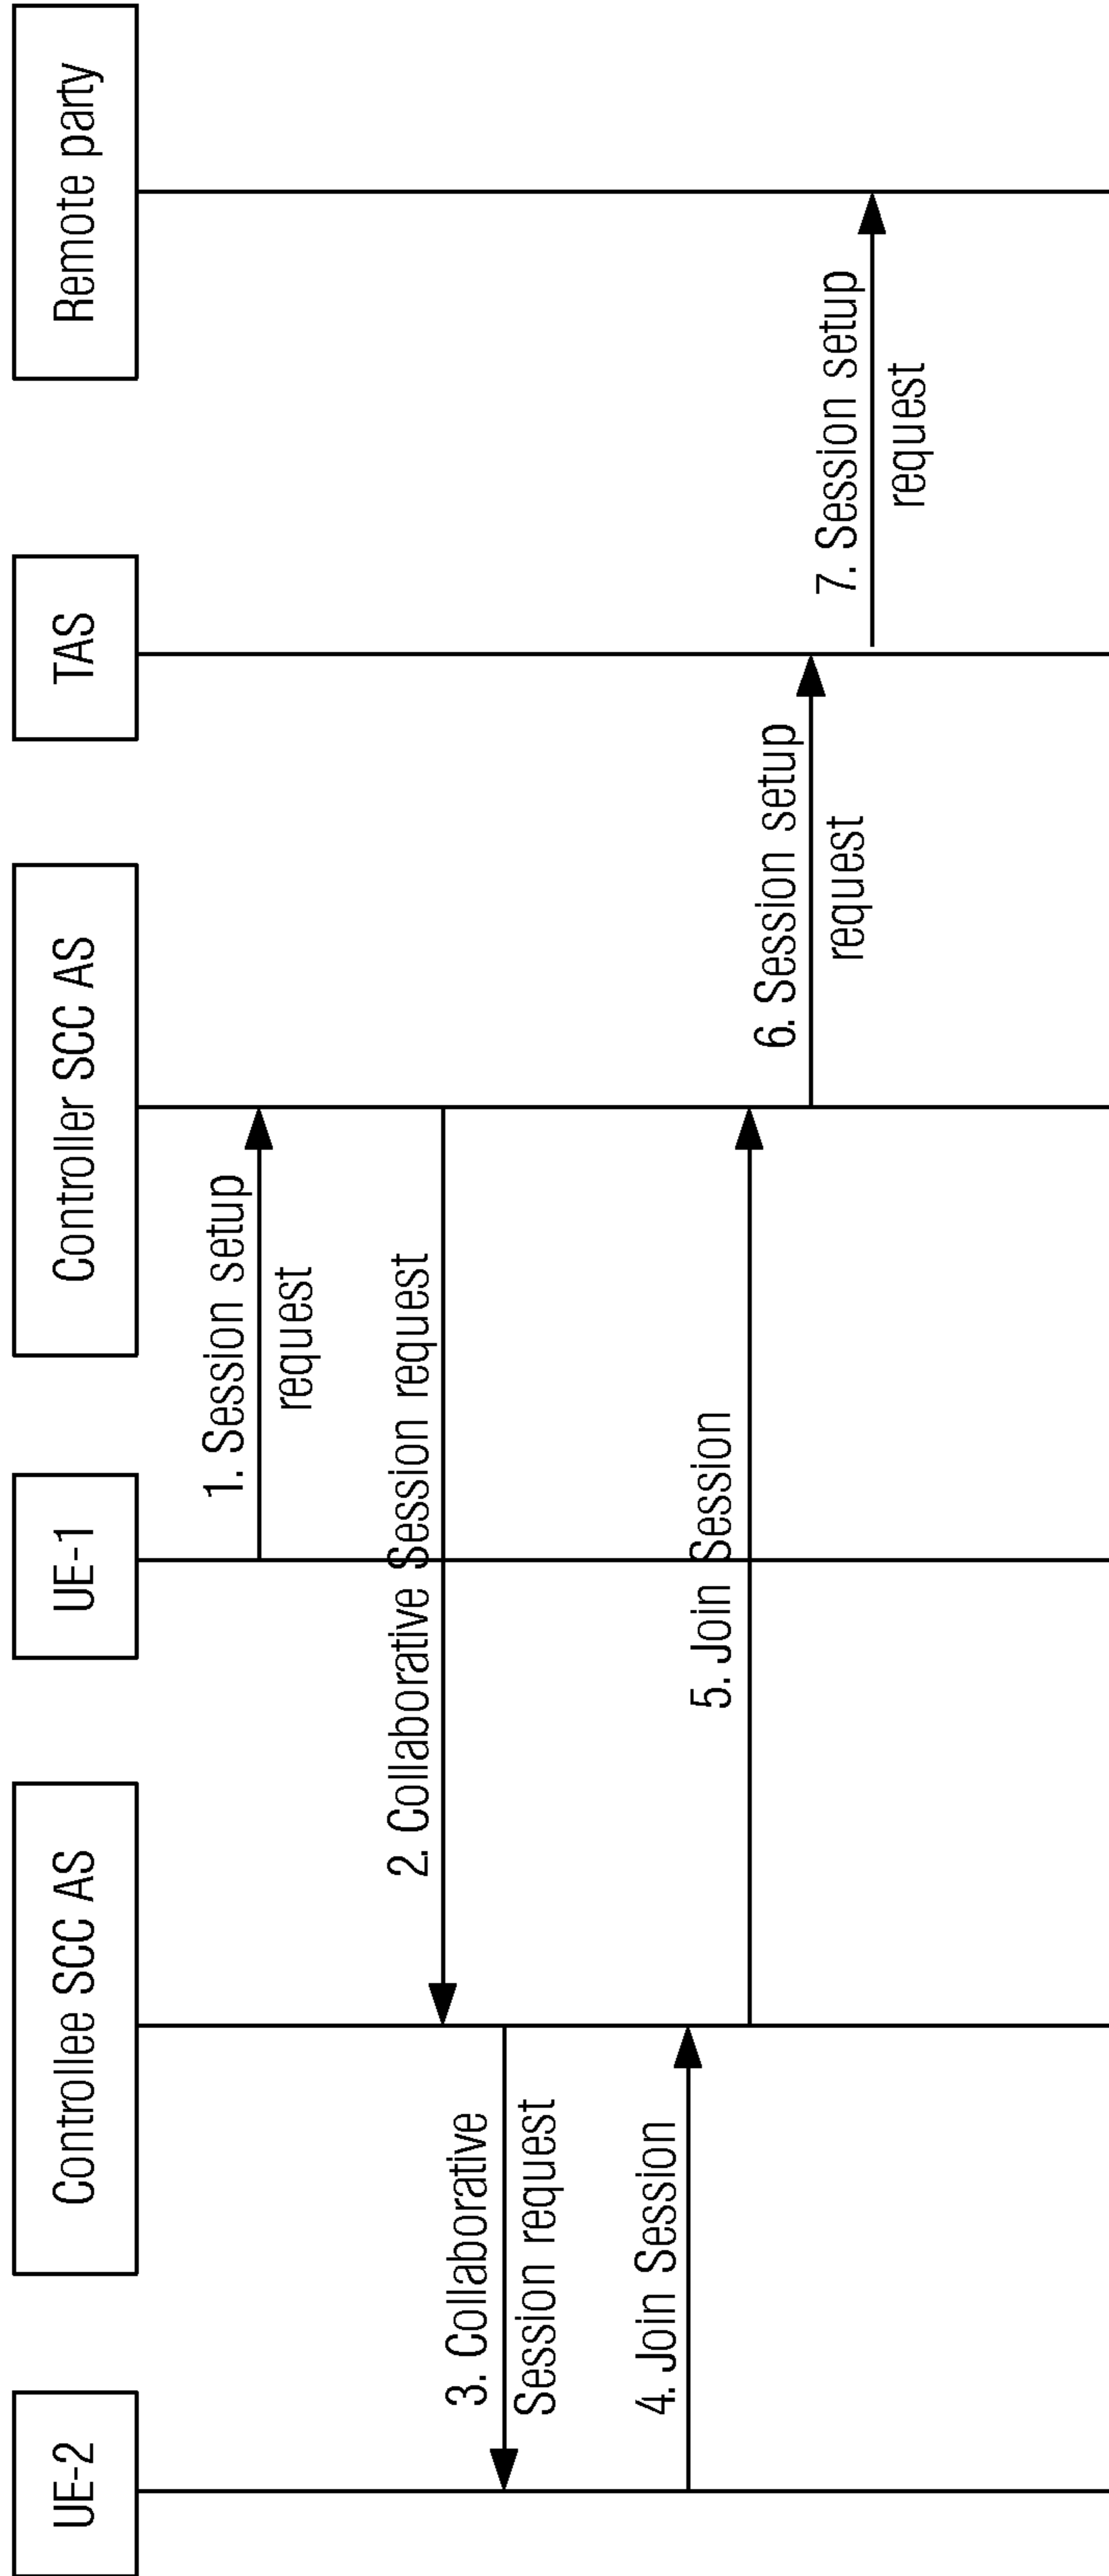 UE-2
Controllee SCC AS
UE-1
Controller SCC AS
TAS
Remote party
1. Session setup
request
2. Collaborative Session request
3. Collaborative
Session request
4. Join Session
5. Join Session
6. Session setup
request
7. Session setup
request